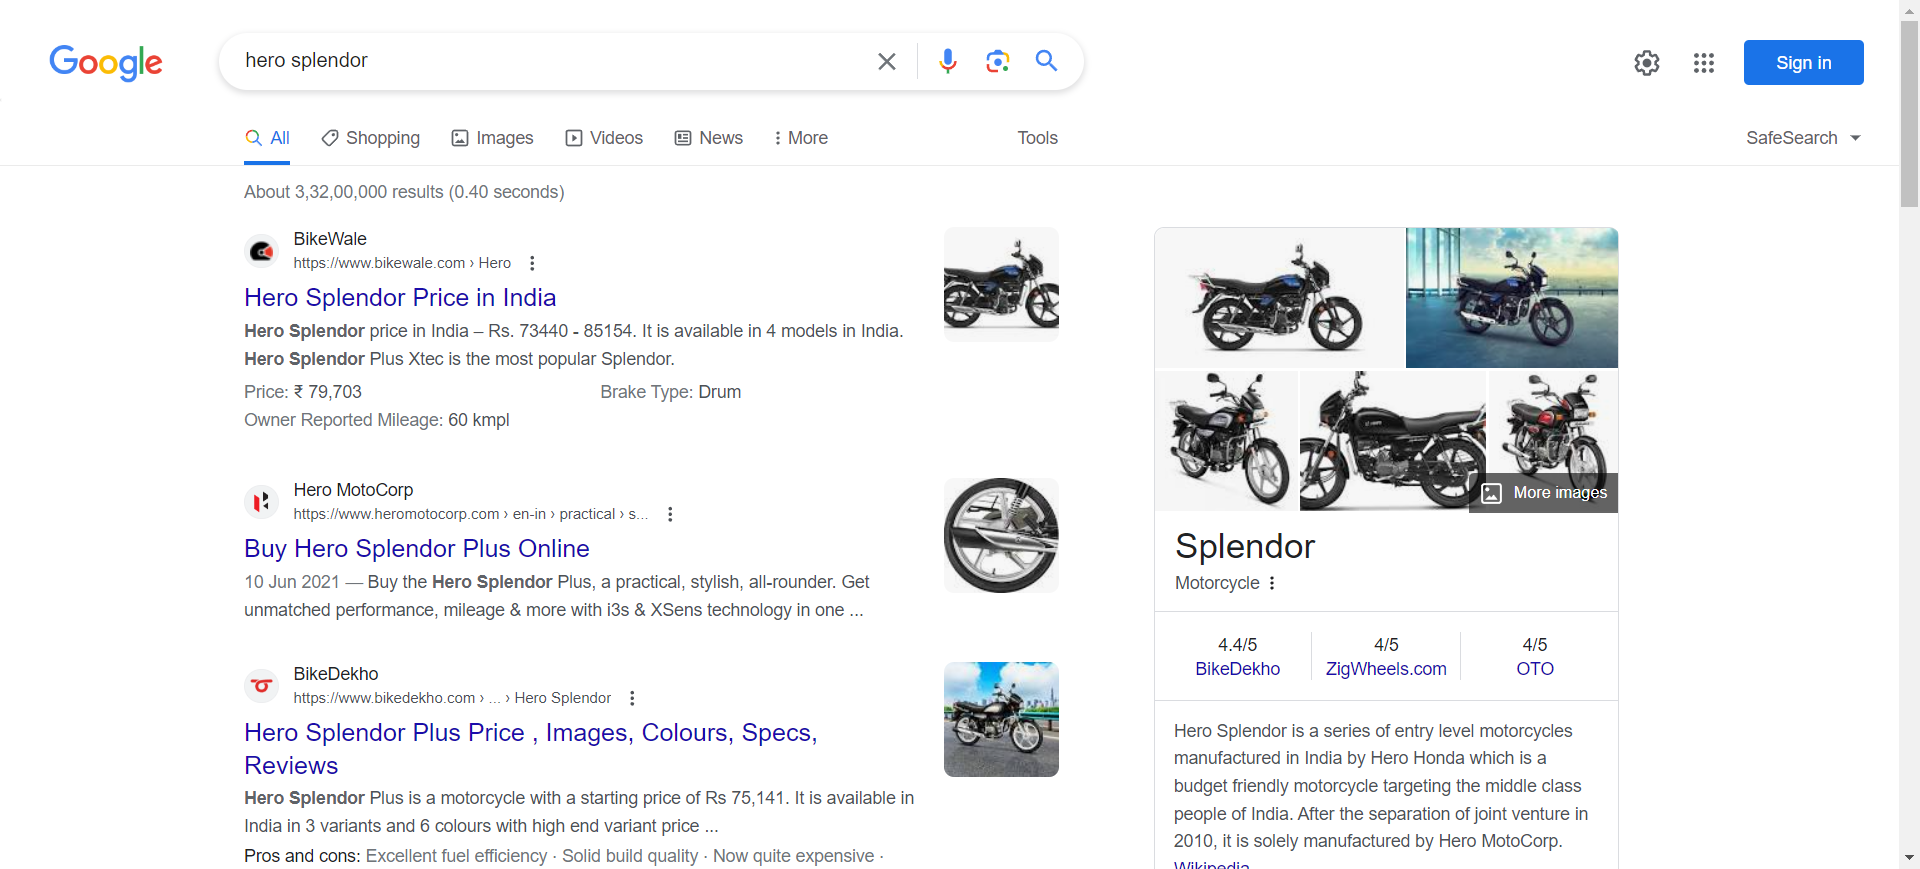 Google
hero splendor
Sign in
All
Shopping
Images
Videos
News
More
Tools
SafeSearch
About 3,32,00,000 results (0.40 seconds)
BikeWale
https://www.bikewale.com › Hero
Hero Splendor Price in India
Hero Splendor price in India – Rs. 73440 - 85154. It is available in 4 models in India.
Hero Splendor Plus Xtec is the most popular Splendor.
Price: ₹ 79,703
Brake Type: Drum
Owner Reported Mileage: 60 kmpl
Hero MotoCorp
https://www.heromotocorp.com › en-in › practical › s...
Buy Hero Splendor Plus Online
10 Jun 2021 — Buy the Hero Splendor Plus, a practical, stylish, all-rounder. Get
unmatched performance, mileage & more with i3s & XSens technology in one ...
BikeDekho
https://www.bikedekho.com › ... › Hero Splendor
Hero Splendor Plus Price , Images, Colours, Specs,
Reviews
Hero Splendor Plus is a motorcycle with a starting price of Rs 75,141. It is available in
India in 3 variants and 6 colours with high end variant price ...
Pros and cons: Excellent fuel efficiency · Solid build quality · Now quite expensive ·
More images
Splendor
Motorcycle
4.4/5
BikeDekho
4/5
ZigWheels.com
4/5
OTO
Hero Splendor is a series of entry level motorcycles
manufactured in India by Hero Honda which is a
budget friendly motorcycle targeting the middle class
people of India. After the separation of joint venture in
2010, it is solely manufactured by Hero MotoCorp.
Wikipedia